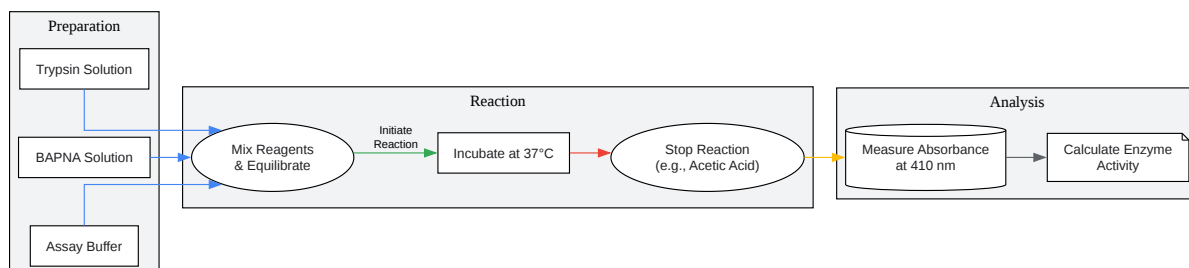 Preparation
Trypsin Solution
BAPNA Solution
Assay Buffer
Reaction
Mix Reagents
& Equilibrate
Initiate
Reaction
Incubate at 37°C
Stop Reaction
(e.g., Acetic Acid)
Analysis
Measure Absorbance
at 410 nm
Calculate Enzyme
Activity